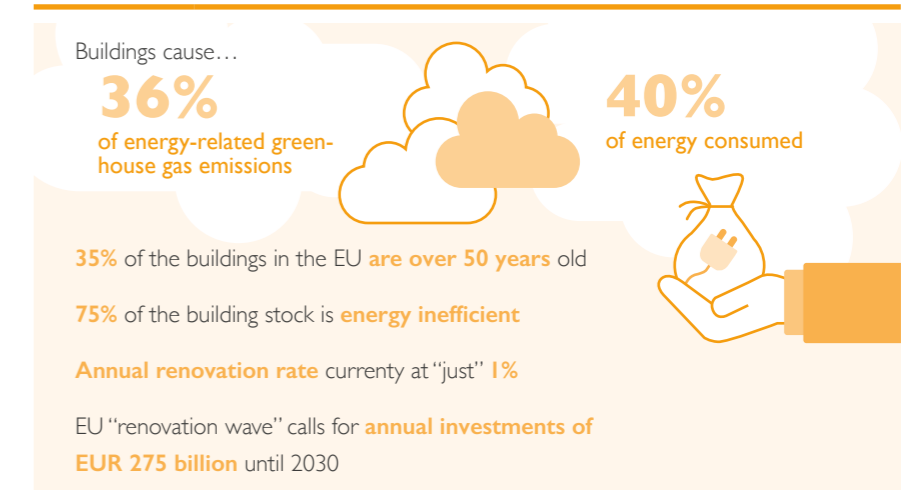 Buildings cause…
36%
of energy-related green-
house gas emissions
40%
of energy consumed
35% of the buildings in the EU are over 50 years old
75% of the building stock is energy inefficient
Annual renovation rate currenty at “just” 1%
EU “renovation wave” calls for annual investments of
EUR 275 billion until 2030